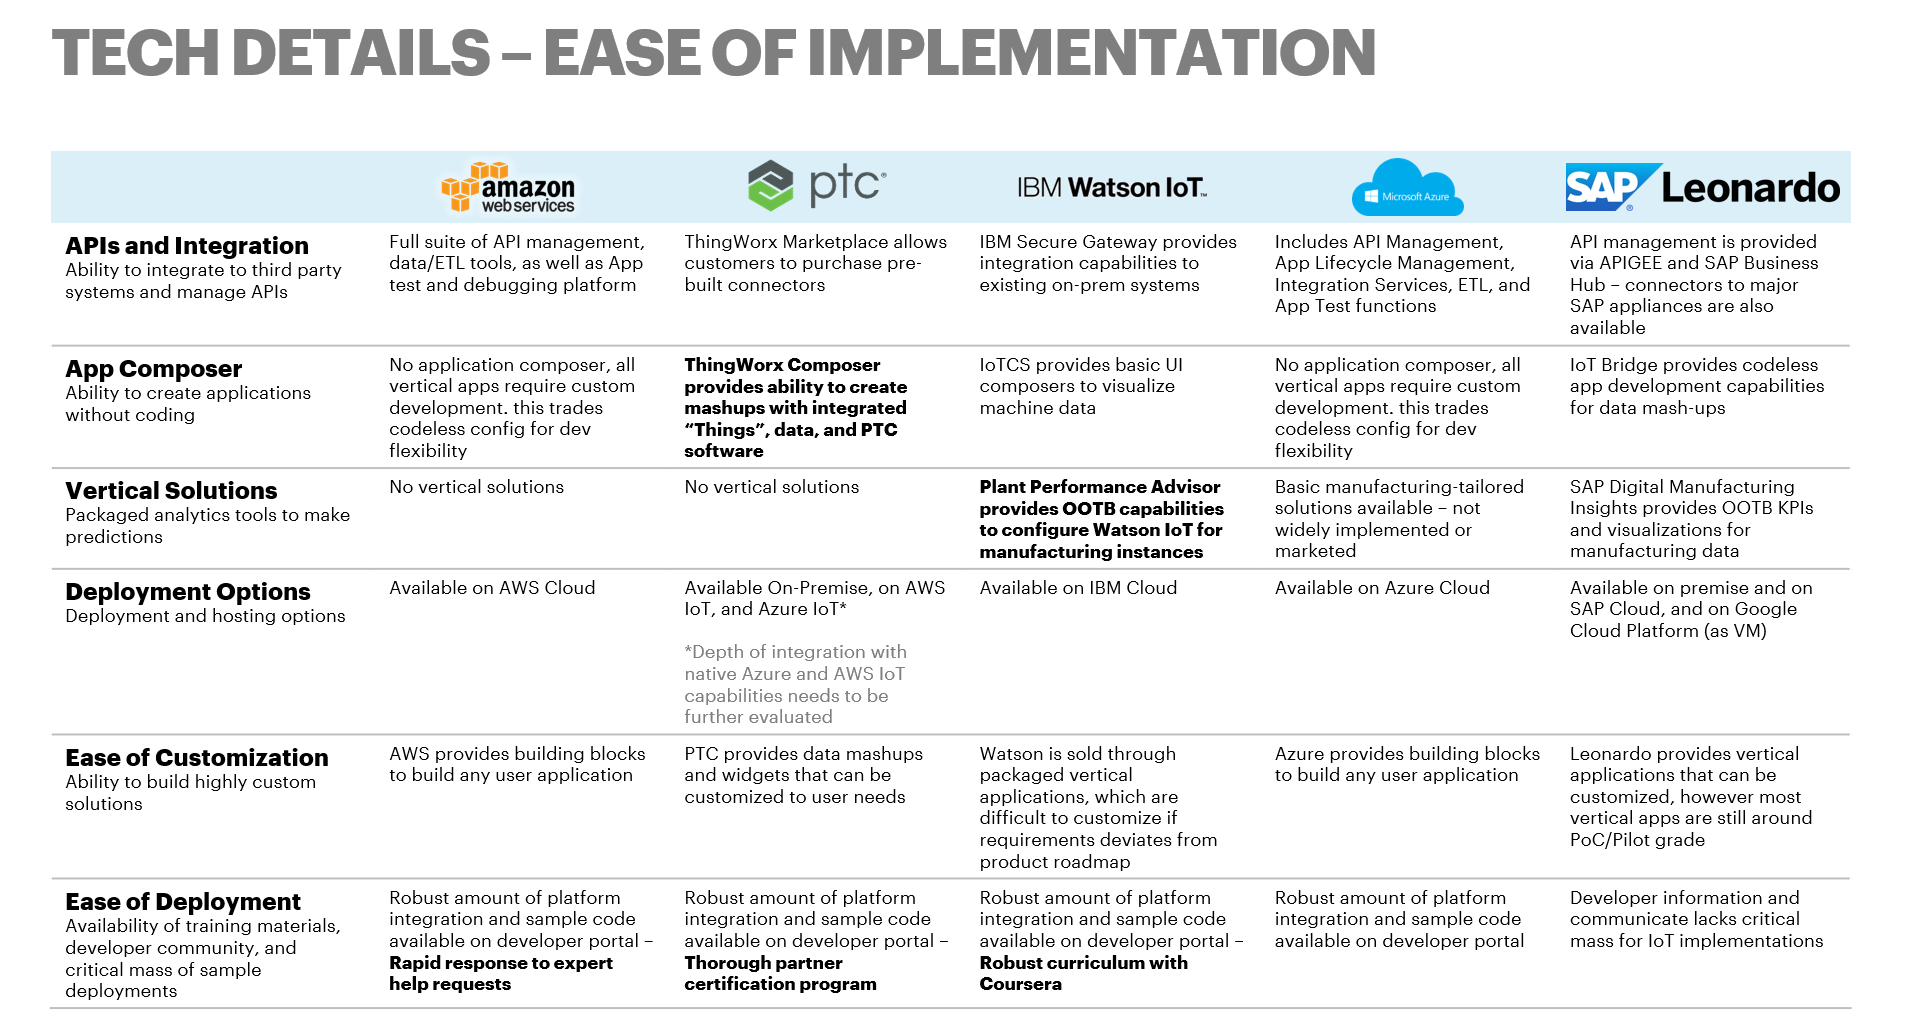 TECH DETAILS – EASE OF IMPLEMENTATION
amazon
web services
ptc®
IBM Watson IoT™
Microsoft Azure
SAP® Leonardo
APIs and Integration
Ability to integrate to third party
systems and manage APIs
Full suite of API management,
data/ETL tools, as well as App
test and debugging platform
ThingWorx Marketplace allows
customers to purchase pre-
built connectors
IBM Secure Gateway provides
integration capabilities to
existing on-prem systems
Includes API Management,
App Lifecycle Management,
Integration Services, ETL, and
App Test functions
API management is provided
via APIGEE and SAP Business
Hub – connectors to major
SAP appliances are also
available
App Composer
Ability to create applications
without coding
No application composer, all
vertical apps require custom
development. this trades
codeless config for dev
flexibility
ThingWorx Composer
provides ability to create
mashups with integrated
“Things”, data, and PTC
software
IoTCS provides basic UI
composers to visualize
machine data
No application composer, all
vertical apps require custom
development. this trades
codeless config for dev
flexibility
IoT Bridge provides codeless
app development capabilities
for data mash-ups
Vertical Solutions
Packaged analytics tools to make
predictions
No vertical solutions
No vertical solutions
Plant Performance Advisor
provides OOTB capabilities
to configure Watson IoT for
manufacturing instances
Basic manufacturing-tailored
solutions available – not
widely implemented or
marketed
SAP Digital Manufacturing
Insights provides OOTB KPIs
and visualizations for
manufacturing data
Deployment Options
Deployment and hosting options
Available on AWS Cloud
Available On-Premise, on AWS
IoT, and Azure IoT*
*Depth of integration with
native Azure and AWS IoT
capabilities needs to be
further evaluated
Available on IBM Cloud
Available on Azure Cloud
Available on premise and on
SAP Cloud, and on Google
Cloud Platform (as VM)
Ease of Customization
Ability to build highly custom
solutions
AWS provides building blocks
to build any user application
PTC provides data mashups
and widgets that can be
customized to user needs
Watson is sold through
packaged vertical
applications, which are
difficult to customize if
requirements deviates from
product roadmap
Azure provides building blocks
to build any user application
Leonardo provides vertical
applications that can be
customized, however most
vertical apps are still around
PoC/Pilot grade
Ease of Deployment
Availability of training materials,
developer community, and
critical mass of sample
deployments
Robust amount of platform
integration and sample code
available on developer portal –
Rapid response to expert
help requests
Robust amount of platform
integration and sample code
available on developer portal –
Thorough partner
certification program
Robust amount of platform
integration and sample code
available on developer portal –
Robust curriculum with
Coursera
Robust amount of platform
integration and sample code
available on developer portal
Developer information and
communicate lacks critical
mass for IoT implementations